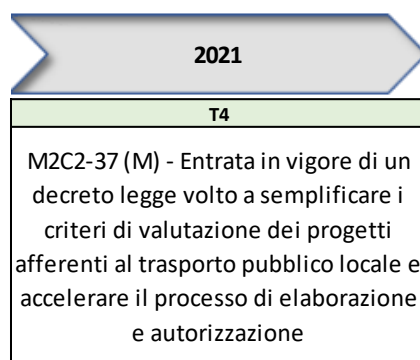 2021
T4
M2C2-37 (M) - Entrata in vigore di un
decreto legge volto a semplificare i
criteri di valutazione dei progetti
afferenti al trasporto pubblico locale e
accelerare il processo di elaborazione
e autorizzazione